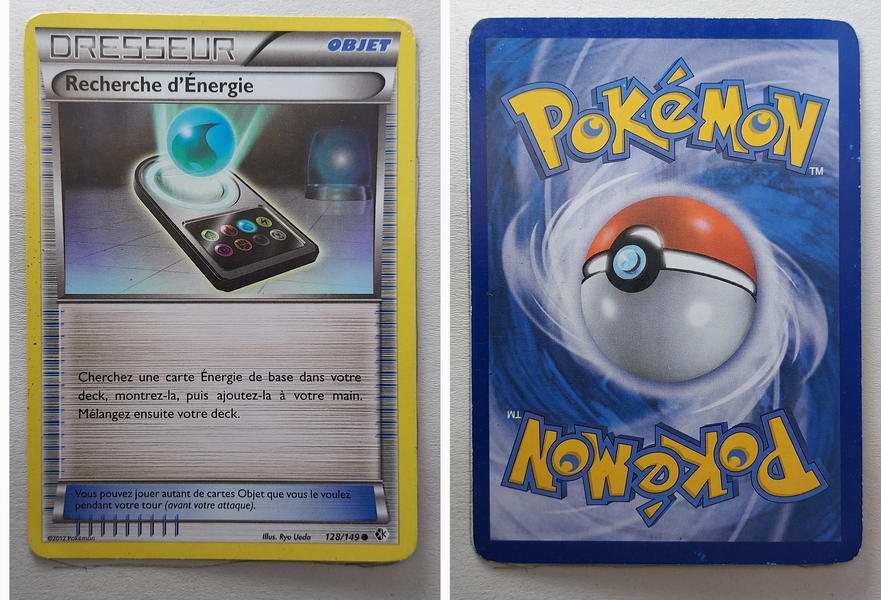 DRESSEUR
OBJET
Recherche d'Énergie
Cherchez une carte Énergie de base dans votre
deck, montrez-la, puis ajoutez-la à votre main.
Mélangez ensuite votre deck.
Vous pouvez jouer autant de cartes Objet que vous le voulez
pendant votre tour (avant votre attaque).
©2012 Pokémon
Illus. Ryo Ueda
128/149
POKéMON
TM
TM
POKéMON